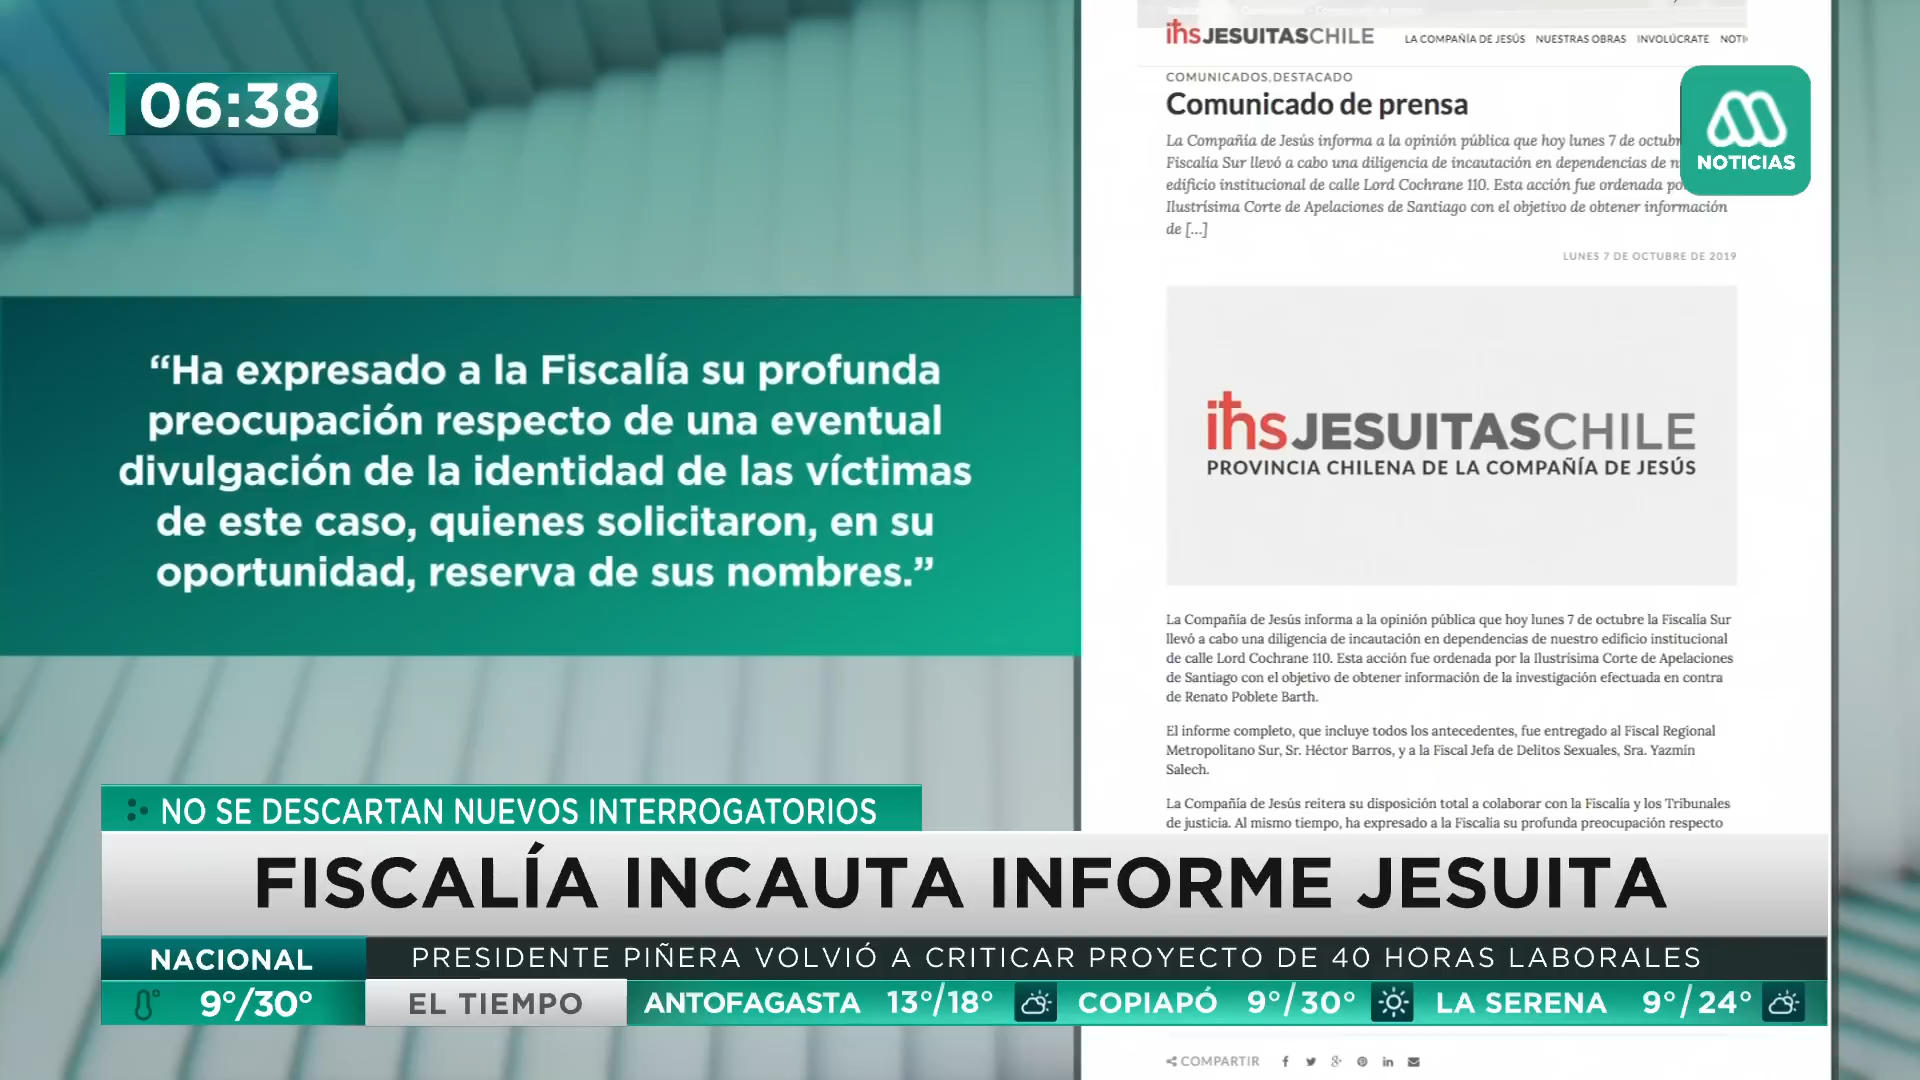 06:38
ihs JESUITASCHILE
LA COMPAÑÍA DE JESÚS NUESTRAS OBRAS INVOLÚCRATE
COMUNICADOS, DESTACADO
Comunicado de prensa
La Compañía de Jesús informa a la opinión pública que hoy lunes 7 de
Fiscalía Sur llevó a cabo una diligencia de incautación en dependencias de
edificio institucional de calle Lord Cochrane 110. Esta acción fue ordenada
Ilustrísima Corte de Apelaciones de Santiago con el objetivo de obtener información
de [...]
LUNES 7 DE OCTUBRE DE 2019
NOTICIAS
ihs JESUITASCHILE
PROVINCIA CHILENA DE LA COMPAÑÍA DE JESÚS
“Ha expresado a la Fiscalía su profunda
preocupación respecto de una eventual
divulgación de la identidad de las víctimas
de este caso, quienes solicitaron, en su
oportunidad, reserva de sus nombres.”
La Compañía de Jesús informa a la opinión pública que hoy lunes 7 de octubre la Fiscalía Sur
llevó a cabo una diligencia de incautación en dependencias de nuestro edificio institucional
de calle Lord Cochrane 110. Esta acción fue ordenada por la Ilustrísima Corte de Apelaciones
de Santiago con el objetivo de obtener información de la investigación efectuada en contra
de Renato Poblete Barth.
El informe completo, que incluye todos los antecedentes, fue entregado al Fiscal Regional
Metropolitano Sur, Sr. Héctor Barros, y a la Fiscal Jefa de Delitos Sexuales, Sra. Yazmín
Salech.
La Compañía de Jesús reitera su disposición total a colaborar con la Fiscalía y los Tribunales
de justicia. Al mismo tiempo, ha expresado a la Fiscalía su profunda preocupación respecto
NO SE DESCARTAN NUEVOS INTERROGATORIOS
FISCALÍA INCAUTA INFORME JESUITA
NACIONAL PRESIDENTE PIÑERA VOLVIÓ A CRITICAR PROYECTO DE 40 HORAS LABORALES
9°/30° EL TIEMPO ANTOFAGASTA 13°/18° COPIAPÓ 9°/30° LA SERENA 9°/24°
COMPARTIR